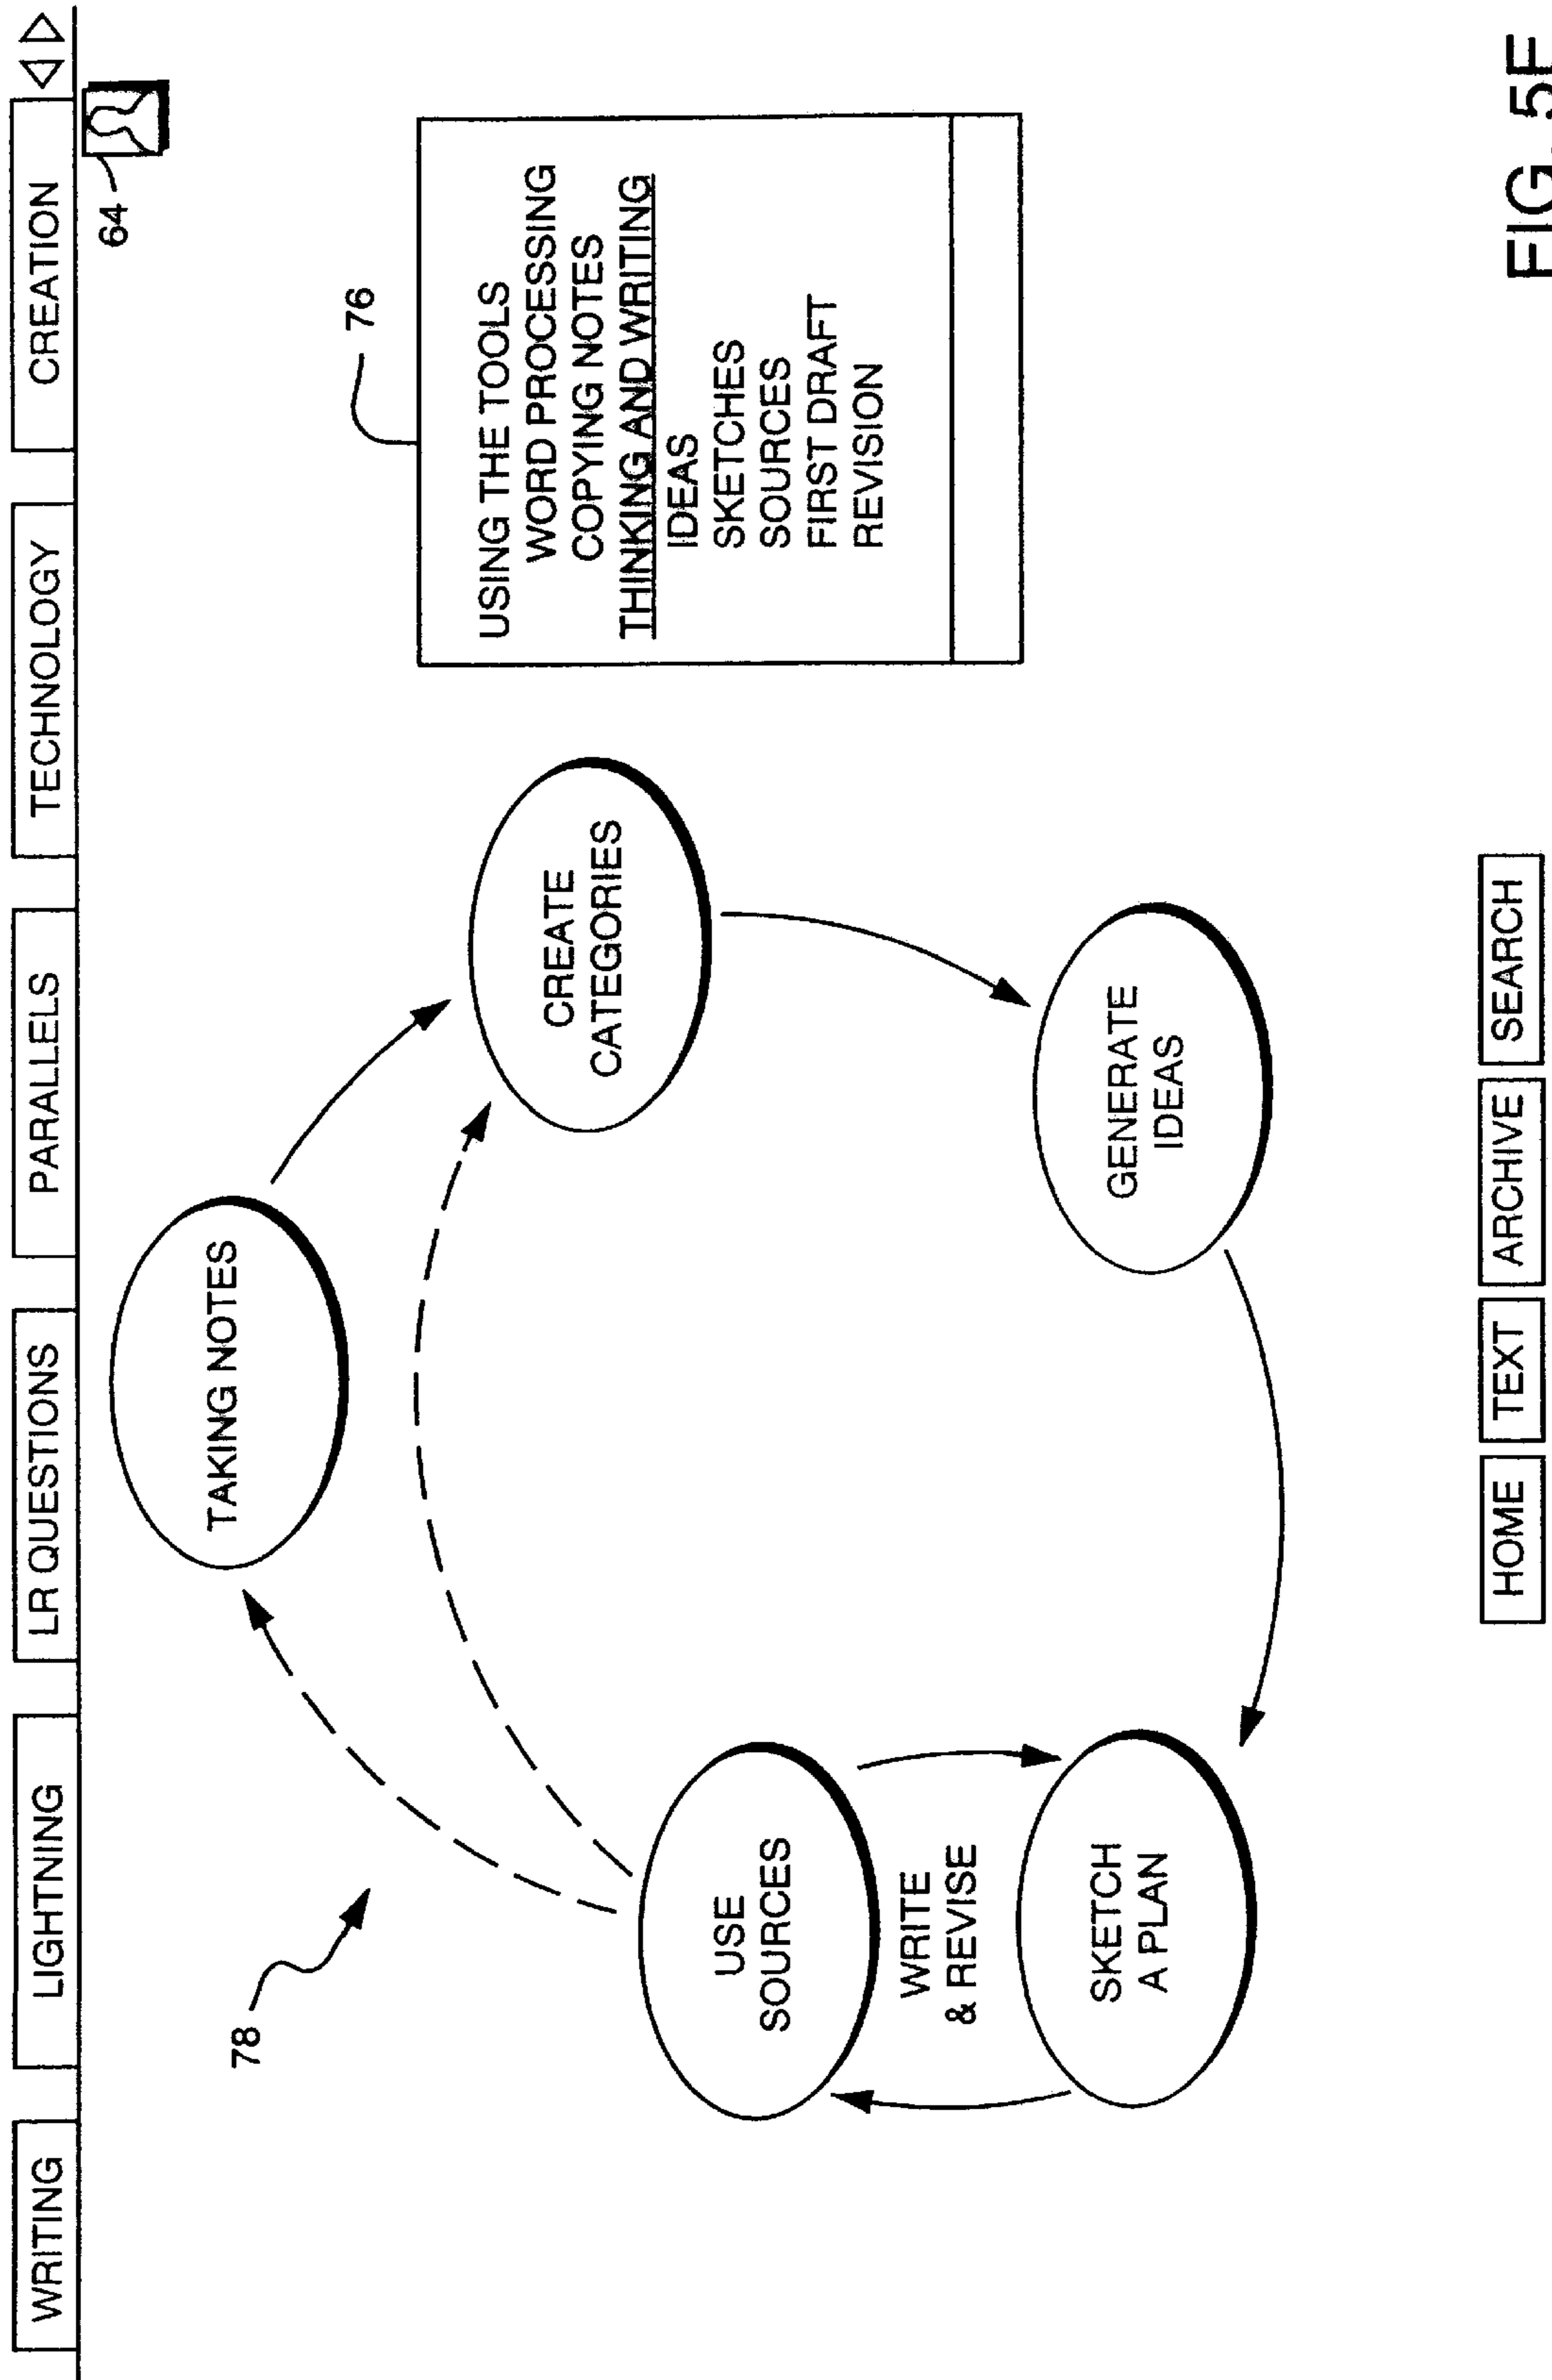 WRITING
LIGHTNING
LR QUESTIONS
PARALLELS
TECHNOLOGY
CREATION
64
78
TAKING NOTES
76
CREATE
CATEGORIES
USING THE TOOLS
WORD PROCESSING
COPYING NOTES
THINKING AND WRITING
IDEAS
SKETCHES
SOURCES
FIRST DRAFT
REVISION
USE
SOURCES
WRITE
& REVISE
SKETCH
A PLAN
GENERATE
IDEAS
HOME
TEXT
ARCHIVE
SEARCH
FIG.